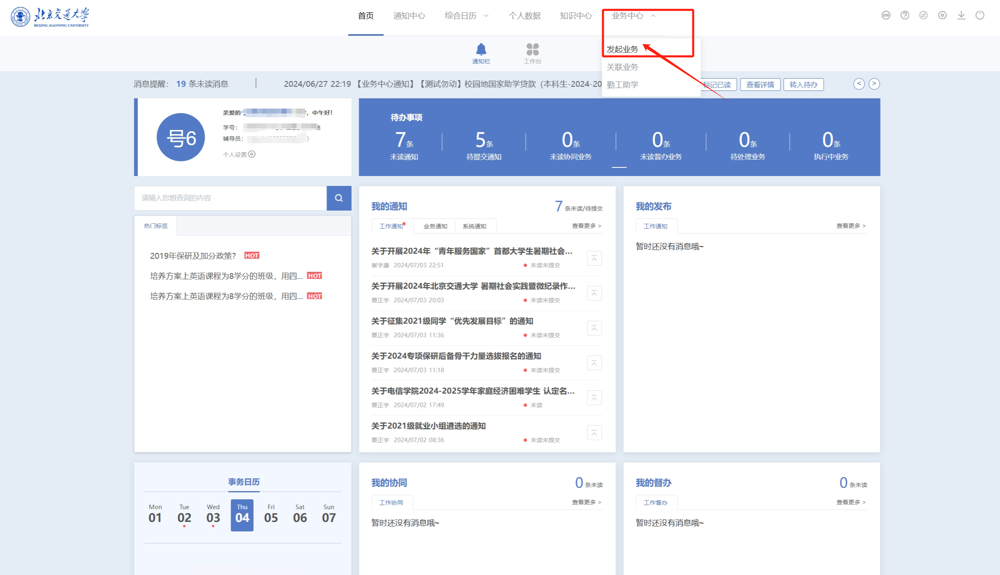 北京交通大学
BEIJING JIAOTONG UNIVERSITY
首页 通知中心 综合日历 个人数据 知识中心 业务中心
EN
通知栏 工作台
发起业务
关联业务
勤工助学
消息提醒： 19 条未读消息 2024/06/27 22:19 【业务中心通知】【测试勿动】校园地国家助学贷款（本科生-2024-20 标记已读 查看详情 转入待办 < >
号6
亲爱的 ，中午好！
学号： 院
辅导员： )
个人设置
待办事项
7条 5条 0条 0条 0条 0条
未读通知 待提交通知 未读协同业务 未读督办业务 待处理业务 执行中业务
请输入您想查询的内容
热门标签
2019年保研及加分政策? HOT
培养方案上英语课程为8学分的班级，用四... HOT
培养方案上英语课程为8学分的班级，用四... HOT
我的通知 7 条未读/待提交
工作通知 业务通知 系统通知 查看更多 >
关于开展2024年“青年服务国家”首都大学生暑期社会...
崔宇康 2024/07/03 22:51 未读未提交
关于开展2024年北京交通大学 暑期社会实践暨微纪录作...
覃正宇 2024/07/03 20:03 未读未提交
关于征集2021级同学“优先发展目标”的通知
覃正宇 2024/07/03 11:36 未读未提交
关于2024专项保研后备骨干力量选拔报名的通知
覃正宇 2024/07/03 11:18 未读未提交
关于电信学院2024-2025学年家庭经济困难学生 认定名...
覃正宇 2024/07/02 17:49 未读
关于2021级就业小组遴选的通知
覃正宇 2024/07/02 08:36 未读未提交
我的发布
工作通知 查看更多 >
暂时还没有消息哦~
事务日历
Mon Tue Wed Thu Fri Sat Sun
01 02 03 04 05 06 07
我的协同 0 条未读
工作协同 查看更多 >
暂时还没有消息哦~
我的督办 0 条未读
工作督办 查看更多 >
暂时还没有消息哦~